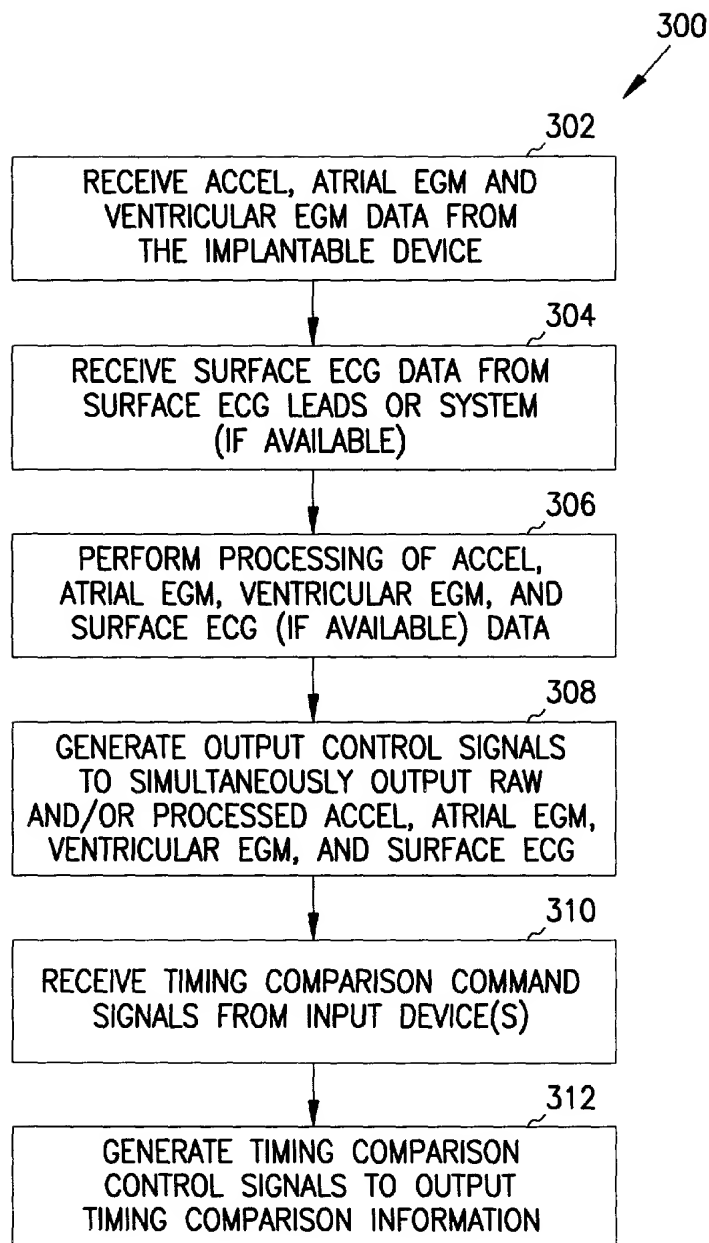 300
302
RECEIVE ACCEL, ATRIAL EGM AND
VENTRICULAR EGM DATA FROM
THE IMPLANTABLE DEVICE
304
RECEIVE SURFACE ECG DATA FROM
SURFACE ECG LEADS OR SYSTEM
(IF AVAILABLE)
306
PERFORM PROCESSING OF ACCEL,
ATRIAL EGM, VENTRICULAR EGM, AND
SURFACE ECG (IF AVAILABLE) DATA
308
GENERATE OUTPUT CONTROL SIGNALS
TO SIMULTANEOUSLY OUTPUT RAW
AND/OR PROCESSED ACCEL, ATRIAL EGM,
VENTRICULAR EGM, AND SURFACE ECG
310
RECEIVE TIMING COMPARISON COMMAND
SIGNALS FROM INPUT DEVICE(S)
312
GENERATE TIMING COMPARISON
CONTROL SIGNALS TO OUTPUT
TIMING COMPARISON INFORMATION